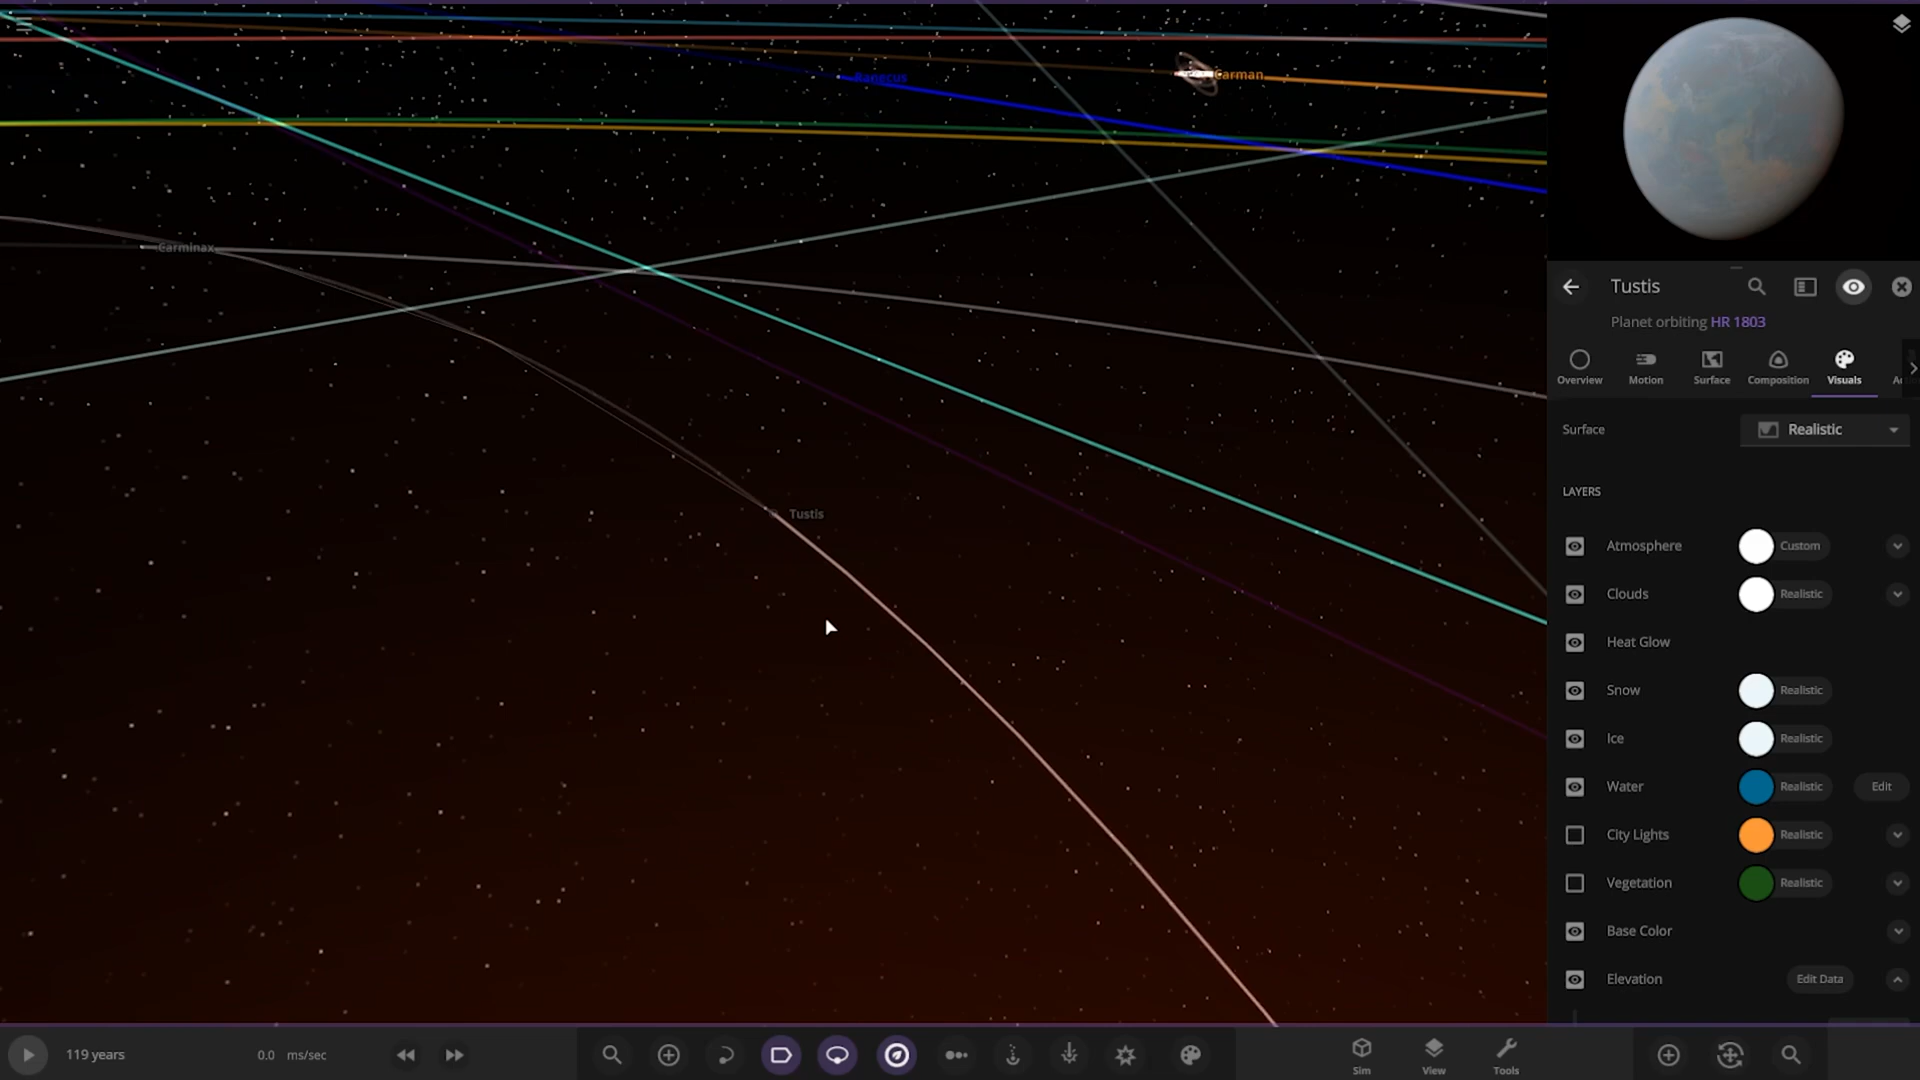 Ranecus
Carman
Carminax
Tustis
Tustis
Planet orbiting HR 1803
Overview
Motion
Surface
Composition
Visuals
Surface
Realistic
LAYERS
Atmosphere
Custom
Clouds
Realistic
Heat Glow
Snow
Realistic
Ice
Realistic
Water
Realistic
Edit
City Lights
Realistic
Vegetation
Realistic
Base Color
Elevation
Edit Data
119 years
0.0 ms/sec
Sim
View
Tools